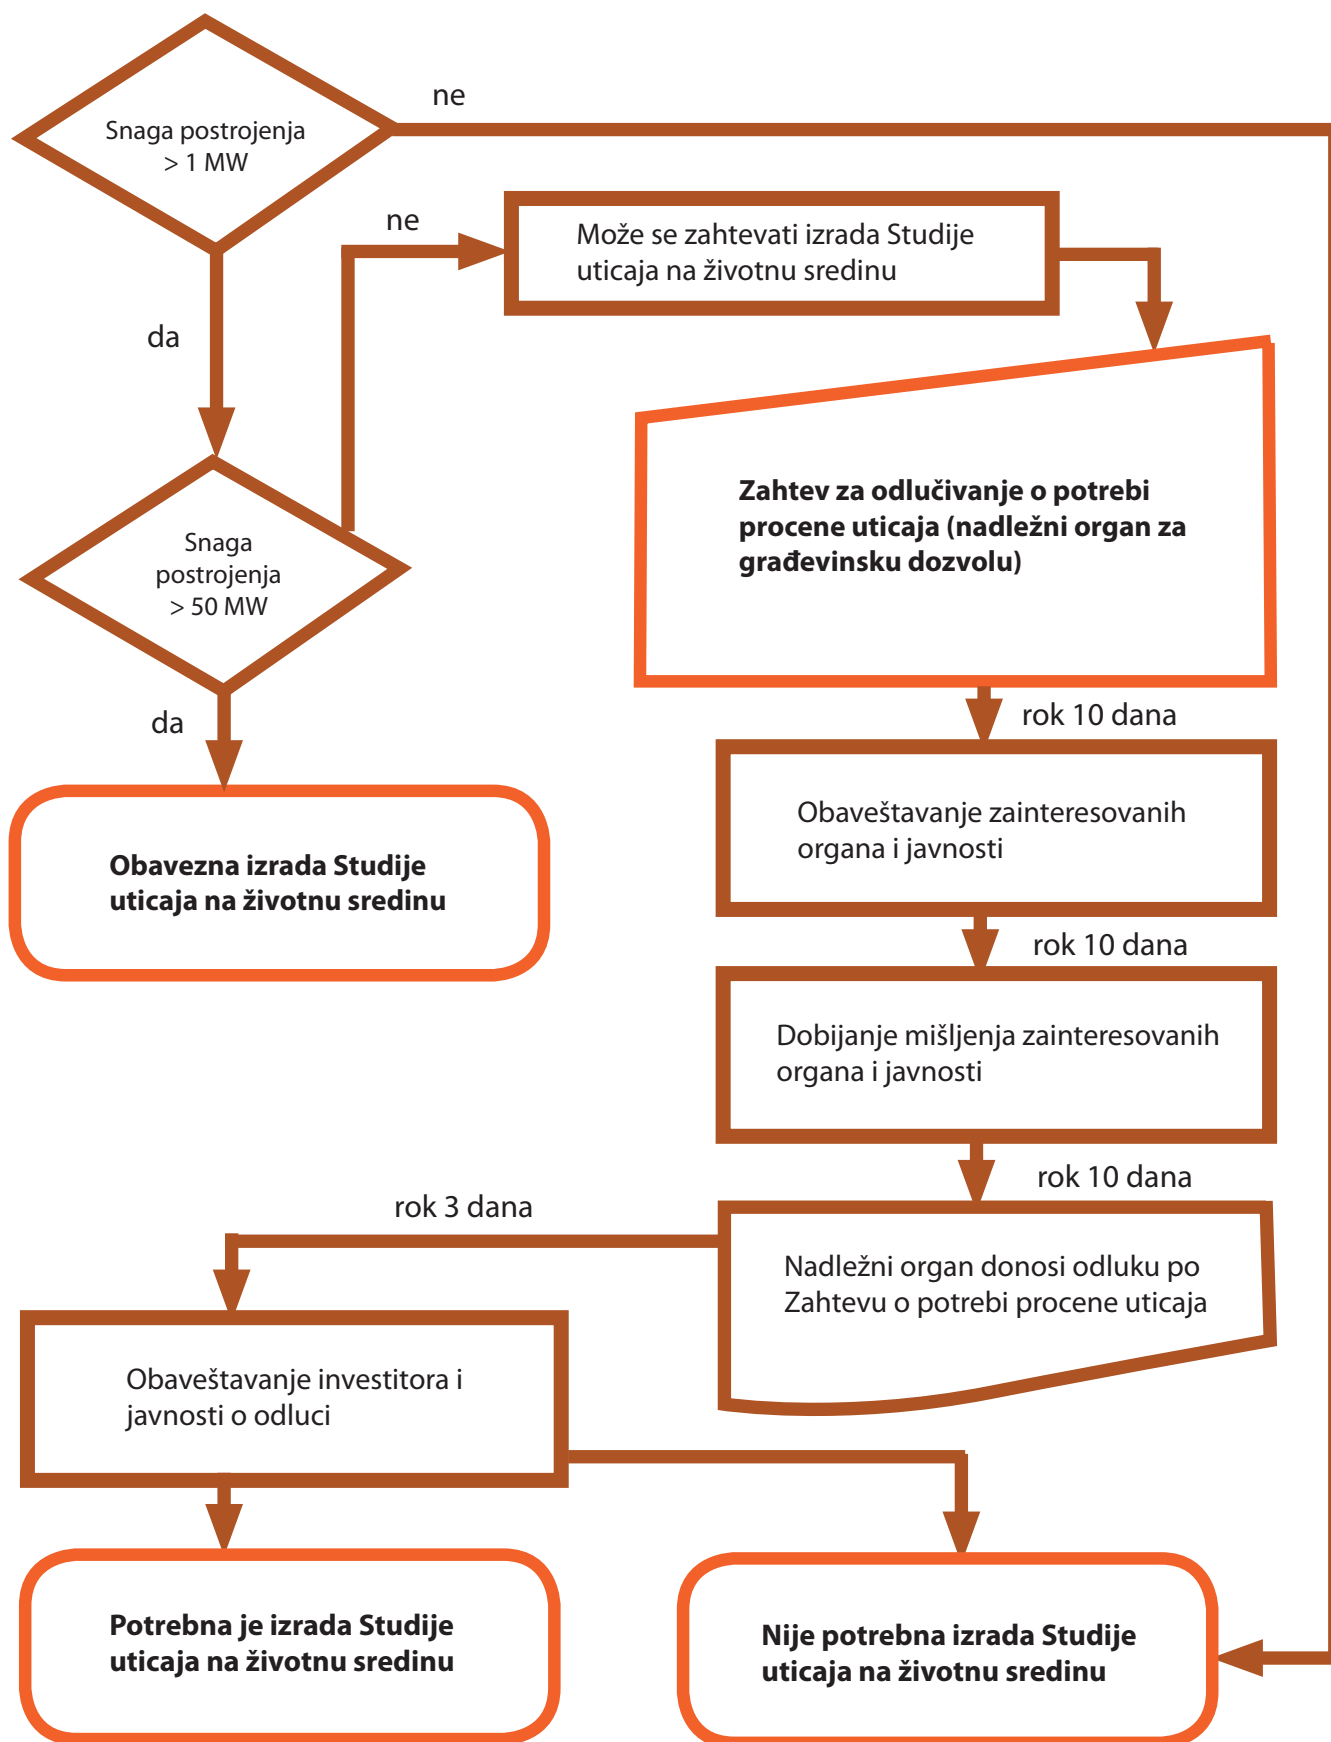 ne
Snaga postrojenja
> 1 MW
ne
Može se zahtevati izrada Studije
uticaja na životnu sredinu
da
Zahtev za odlučivanje o potrebi
procene uticaja (nadležni organ za
građevinsku dozvolu)
Snaga
postrojenja
> 50 MW
da
rok 10 dana
Obaveštavanje zainteresovanih
organa i javnosti
Obavezna izrada Studije
uticaja na životnu sredinu
rok 10 dana
Dobijanje mišljenja zainteresovanih
organa i javnosti
rok 10 dana
rok 3 dana
Nadležni organ donosi odluku po
Zahtevu o potrebi procene uticaja
Obaveštavanje investitora i
javnosti o odluci
Potrebna je izrada Studije
uticaja na životnu sredinu
Nije potrebna izrada Studije
uticaja na životnu sredinu